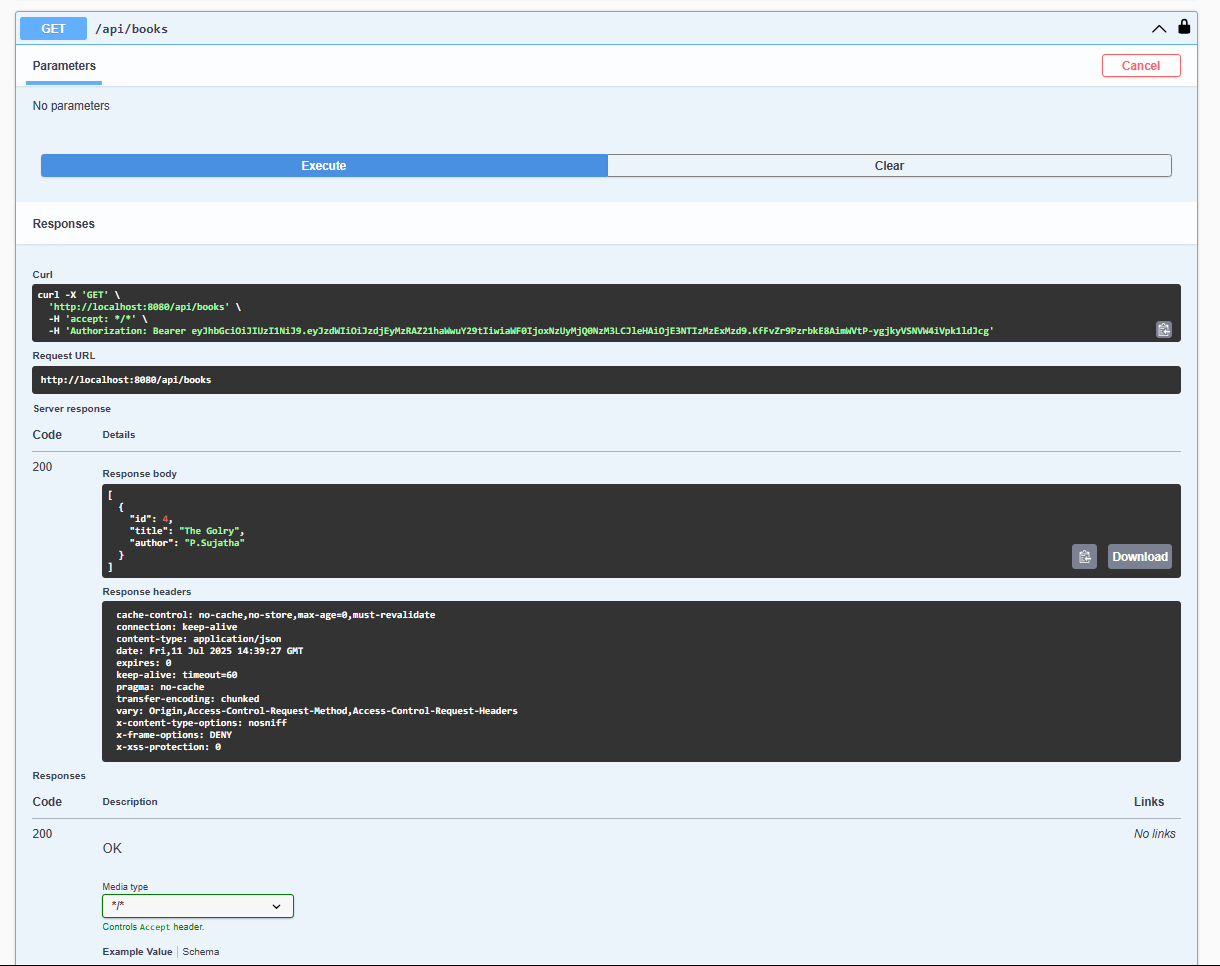 GET /api/books
Parameters
Cancel
No parameters
Execute
Clear
Responses
Curl
curl -X 'GET' \
'http://localhost:8080/api/books' \
-H 'accept: */*' \
-H 'Authorization: Bearer eyJhbGciOiJIUzI1NiJ9.eyJzdWIiOiJzdjEyMzRAZ21haWwuY29tIiwiaWF0IjoxNzUyMjQ0NzM3LCJleHAiOjE3NTIzMzExMzd9.KfFvZr9PzrbkE8AimWVtP-ygjkyVSNVW4iVpk1ldJcg'
Request URL
http://localhost:8080/api/books
Server response
Code Details
200
Response body
[
{
"id": 4,
"title": "The Golry",
"author": "P.Sujatha"
}
]
Download
Response headers
cache-control: no-cache,no-store,max-age=0,must-revalidate
connection: keep-alive
content-type: application/json
date: Fri,11 Jul 2025 14:39:27 GMT
expires: 0
keep-alive: timeout=60
pragma: no-cache
transfer-encoding: chunked
vary: Origin,Access-Control-Request-Method,Access-Control-Request-Headers
x-content-type-options: nosniff
x-frame-options: DENY
x-xss-protection: 0
Responses
Code Description Links
200 No links
OK
Media type
*/*
Controls Accept header.
Example Value Schema